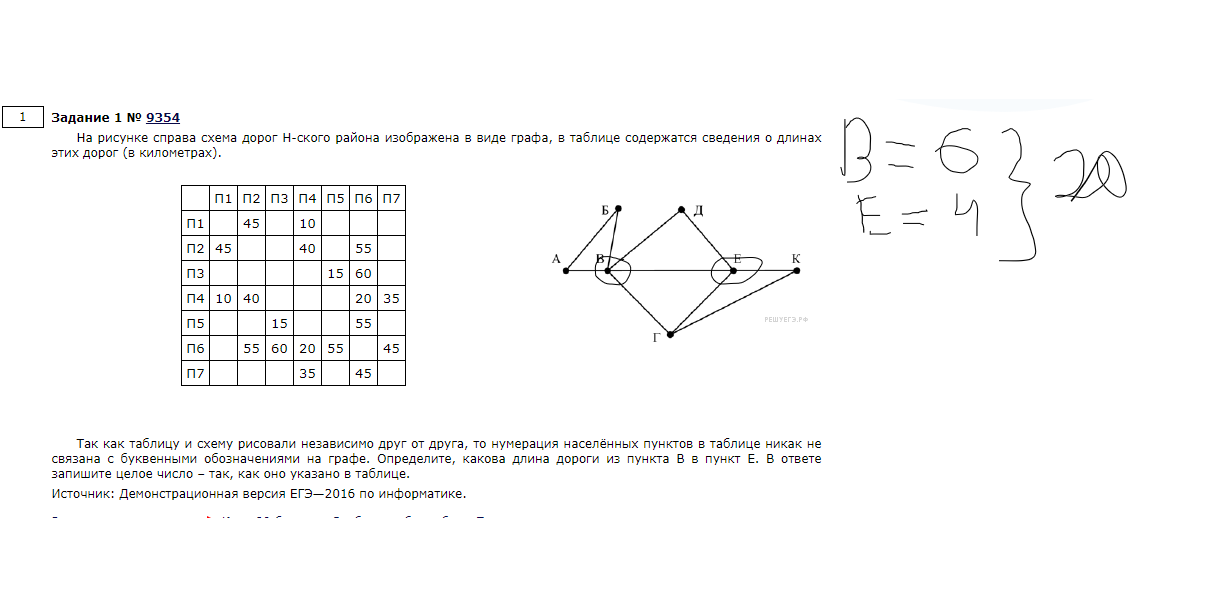 1
Задание 1 № 9354
На рисунке справа схема дорог Н-ского района изображена в виде графа, в таблице содержатся сведения о длинах
этих дорог (в километрах).
П1 П2 П3 П4 П5 П6 П7
П1 45 10
П2 45 40 55
П3 15 60
П4 10 40 20 35
П5 15 55
П6 55 60 20 55 45
П7 35 45
Б Д
А В Е К
Г
РЕШУЕГЭ.РФ
B = 6
E = 4
} 20
Так как таблицу и схему рисовали независимо друг от друга, то нумерация населённых пунктов в таблице никак не
связана с буквенными обозначениями на графе. Определите, какова длина дороги из пункта В в пункт Е. В ответе
запишите целое число – так, как оно указано в таблице.
Источник: Демонстрационная версия ЕГЭ—2016 по информатике.